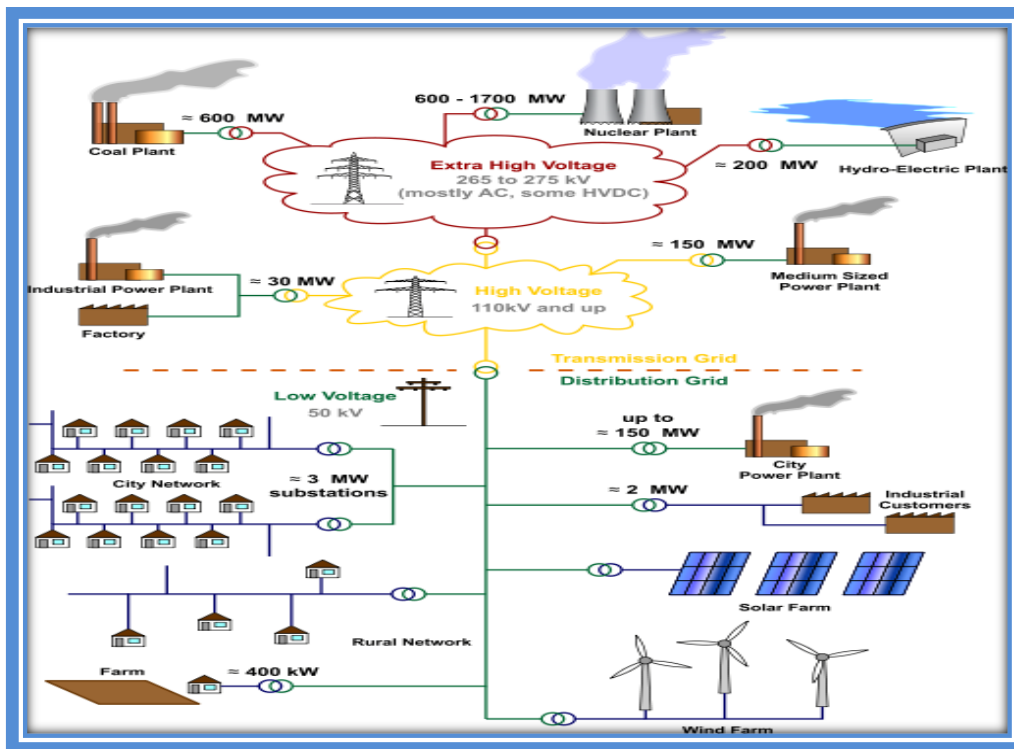 600 - 1700 MW
≈ 600 MW
Coal Plant
Nuclear Plant
≈ 200 MW
Hydro-Electric Plant
Extra High Voltage
265 to 275 kV
(mostly AC, some HVDC)
≈ 150 MW
Medium Sized
Power Plant
≈ 30 MW
Industrial Power Plant
Factory
High Voltage
110kV and up
Transmission Grid
Distribution Grid
Low Voltage
50 kV
up to
≈ 150 MW
City
Power Plant
City Network
≈ 3 MW
substations
≈ 2 MW
Industrial
Customers
Solar Farm
Rural Network
Farm
≈ 400 kW
Wind Farm